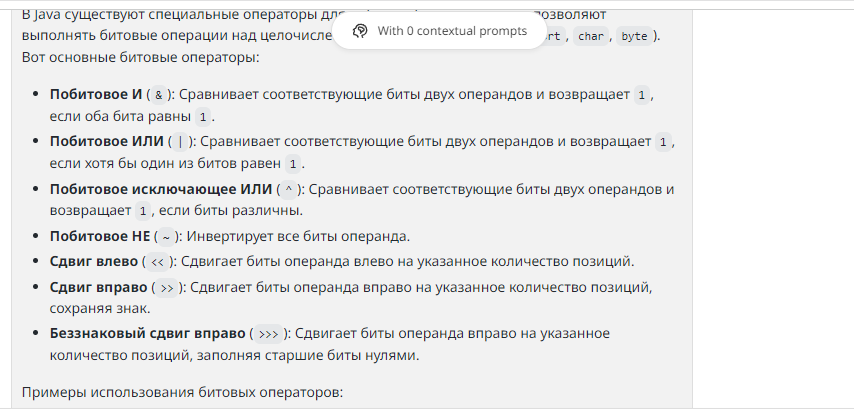 В Java существуют специальные операторы для позволяют
With 0 contextual prompts
выполнять битовые операции над целочисле rt, char, byte ).
Вот основные битовые операторы:
• Побитовое И ( & ): Сравнивает соответствующие биты двух операндов и возвращает 1 ,
если оба бита равны 1 .
• Побитовое ИЛИ ( | ): Сравнивает соответствующие биты двух операндов и возвращает 1 ,
если хотя бы один из битов равен 1 .
• Побитовое исключающее ИЛИ ( ^ ): Сравнивает соответствующие биты двух операндов и
возвращает 1 , если биты различны.
• Побитовое НЕ ( ~ ): Инвертирует все биты операнда.
• Сдвиг влево ( << ): Сдвигает биты операнда влево на указанное количество позиций.
• Сдвиг вправо ( >> ): Сдвигает биты операнда вправо на указанное количество позиций,
сохраняя знак.
• Беззнаковый сдвиг вправо ( >>> ): Сдвигает биты операнда вправо на указанное
количество позиций, заполняя старшие биты нулями.
Примеры использования битовых операторов: